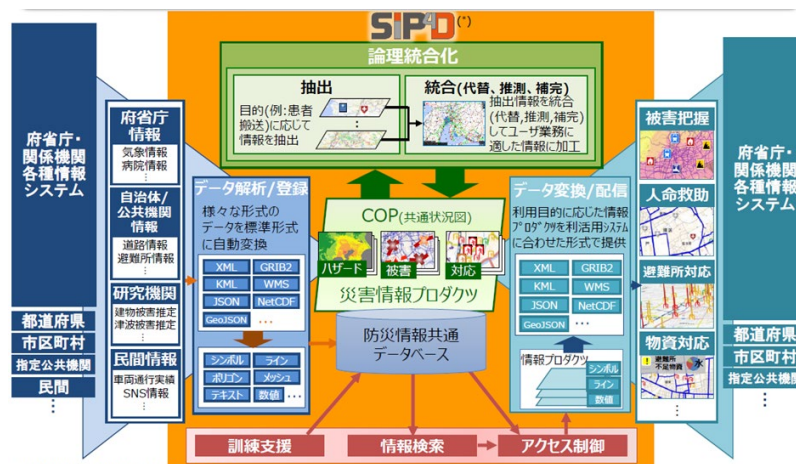 SIP4D(*)
論理統合化
抽出
目的(例:患者
搬送)に応じて
情報を抽出
統合(代替、推測、補完)
抽出情報を統合
(代替,推測,補完)
してユーザ業務に
適した情報に加工
府省庁・
関係機関
各種情報
システム
都道府県
市区町村
指定公共機関
民間
⋮
府省庁
情報
気象情報
病院情報
⋮
自治体/
公共機関
情報
道路情報
避難所情報
⋮
研究機関
建物被害推定
津波被害推定
⋮
民間情報
車両通行実績
SNS情報
⋮
データ解析/登録
様々な形式の
データを標準形式
に自動変換
XML GRIB2
KML WMS
JSON NetCDF
GeoJSON …
シンボル ライン
ポリゴン メッシュ
テキスト 数値 …
COP(共通状況図)
ハザード 被害 対応
災害情報プロダクツ
防災情報共通
データベース
データ変換/配信
利用目的に応じた情報
プロダクツを利活用システム
に合わせた形式で提供
XML GRIB2
KML WMS
JSON NetCDF
GeoJSON …
情報プロダクツ
シンボル
ライン
数値
訓練支援
情報検索
アクセス制御
被害把握
人命救助
避難所対応
物資対応
! 避難所
不足物資
水
⋮
府省庁・
関係機関
各種情報
システム
都道府県
市区町村
指定公共機関
⋮